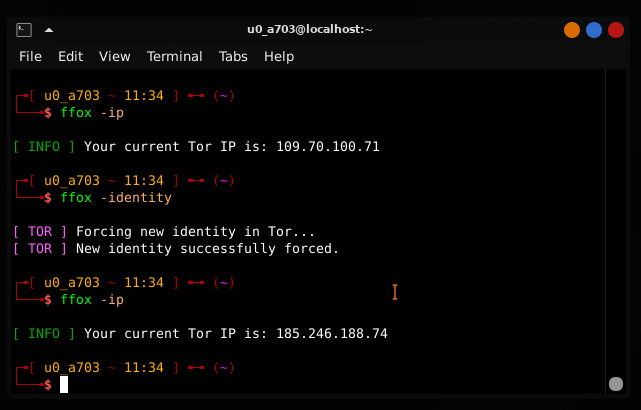 u0_a703@localhost:~
File Edit View Terminal Tabs Help
┌─[ u0_a703 ~ 11:34 ] ── (~)
└──╼$ ffox -ip
[ INFO ] Your current Tor IP is: 109.70.100.71
┌─[ u0_a703 ~ 11:34 ] ── (~)
└──╼$ ffox -identity
[ TOR ] Forcing new identity in Tor...
[ TOR ] New identity successfully forced.
┌─[ u0_a703 ~ 11:34 ] ── (~)
└──╼$ ffox -ip
[ INFO ] Your current Tor IP is: 185.246.188.74
┌─[ u0_a703 ~ 11:34 ] ── (~)
└──╼$